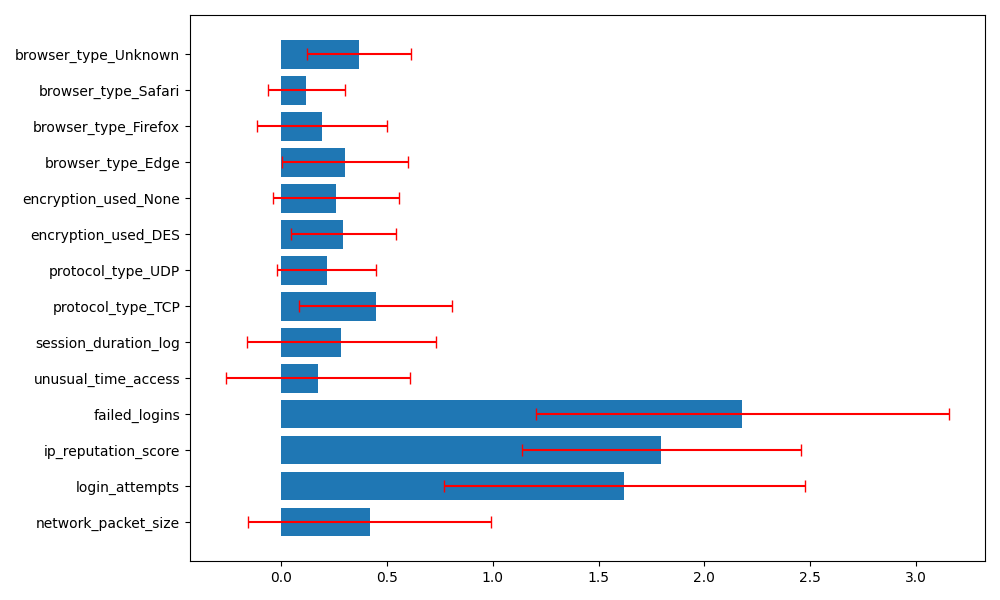 browser_type_Unknown
browser_type_Safari
browser_type_Firefox
browser_type_Edge
encryption_used_None
encryption_used_DES
protocol_type_UDP
protocol_type_TCP
session_duration_log
unusual_time_access
failed_logins
ip_reputation_score
login_attempts
network_packet_size
0.0 0.5 1.0 1.5 2.0 2.5 3.0